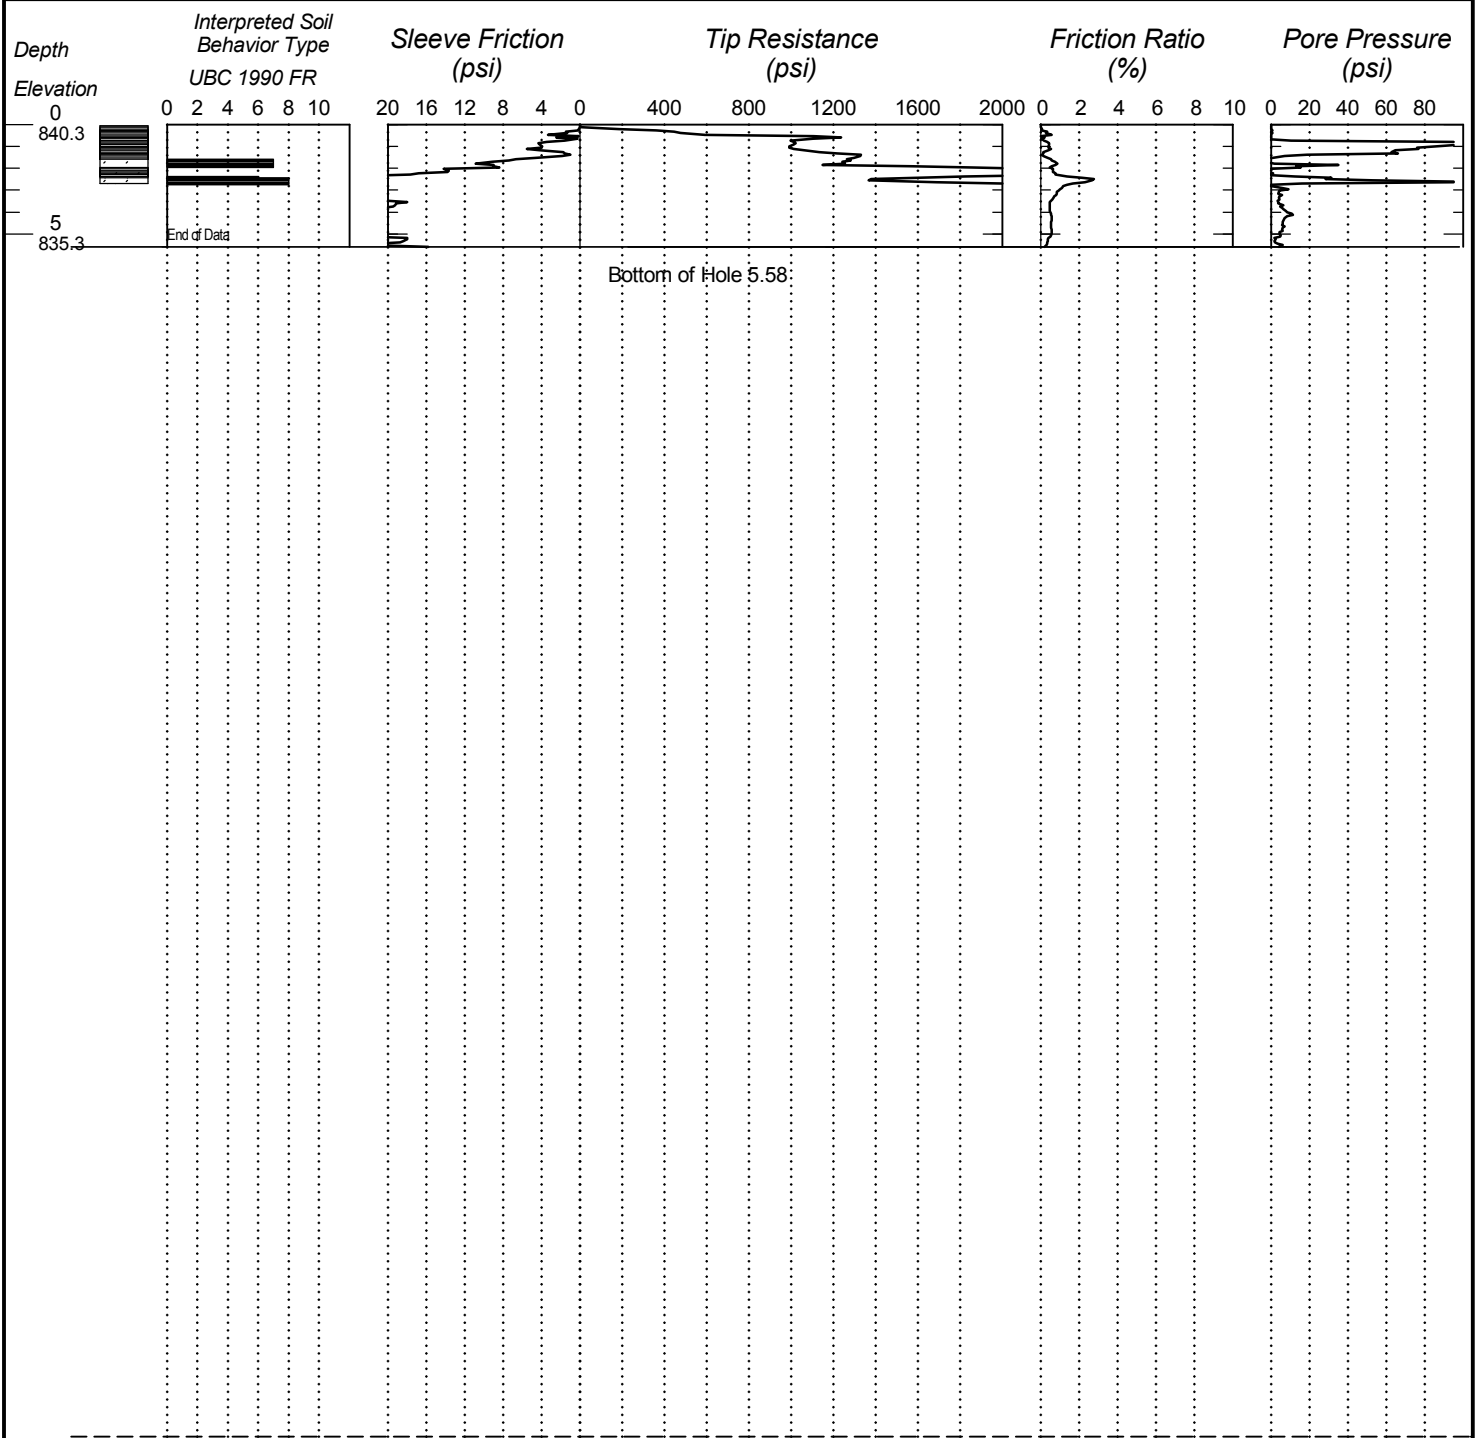 Depth
Elevation
Interpreted Soil
Behavior Type
UBC 1990 FR
Sleeve Friction
(psi)
Tip Resistance
(psi)
Friction Ratio
(%)
Pore Pressure
(psi)
0 2 4 6 8 10
20 16 12 8 4 0
400 800 1200 1600 2000
0 2 4 6 8 10
0 20 40 60 80
0
840.3
5
835.3
End of Data
Bottom of Hole 5.58